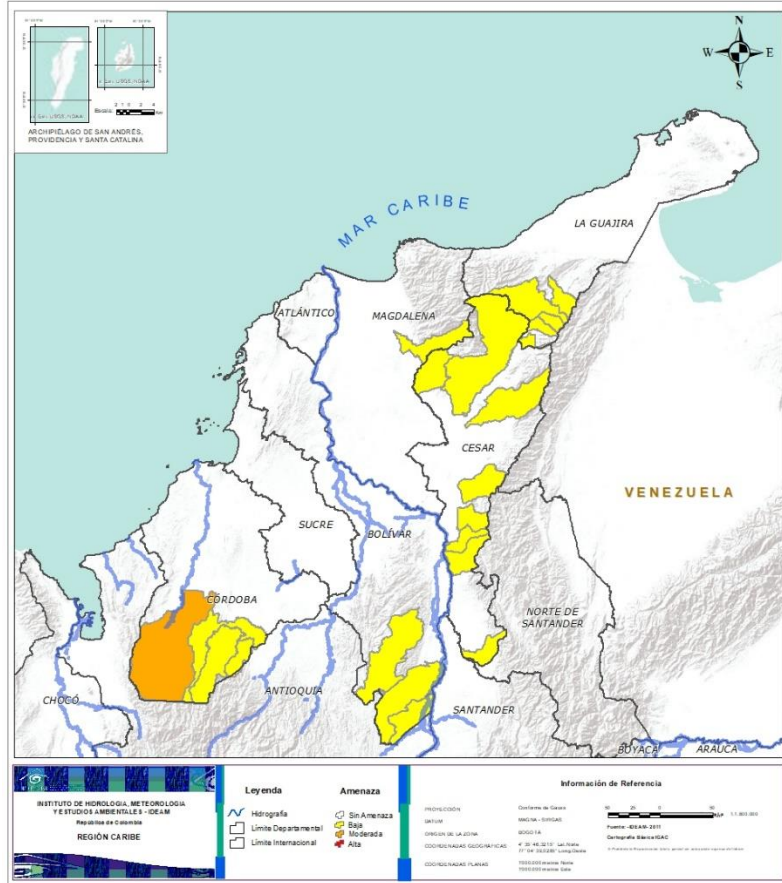 N
W E
S
ARCHIPIÉLAGO DE SAN ANDRÉS,
PROVIDENCIA Y SANTA CATALINA
MAR CARIBE
LA GUAJIRA
ATLÁNTICO
MAGDALENA
CESAR
VENEZUELA
SUCRE
BOLÍVAR
CÓRDOBA
NORTE DE
SANTANDER
ANTIOQUIA
CHOCÓ
SANTANDER
BOYACÁ
ARAUCA
INSTITUTO DE HIDROLOGIA, METEOROLOGIA
Y ESTUDIOS AMBIENTALES - IDEAM
República de Colombia
REGIÓN CARIBE
Leyenda
Hidrografía
Límite Departamental
Límite Internacional
Amenaza
Sin Amenaza
Baja
Moderada
Alta
Información de Referencia
PROYECCIÓN
Conforme de Gauss
DATUM
MAGNA - SIRGAS
ORIGEN DE LA ZONA
BOGOTÁ
COORDENADAS GEOGRÁFICAS
COORDENADAS PLANAS
Fuente: -IDEAM- 2011
Cartografía Básica IGAC